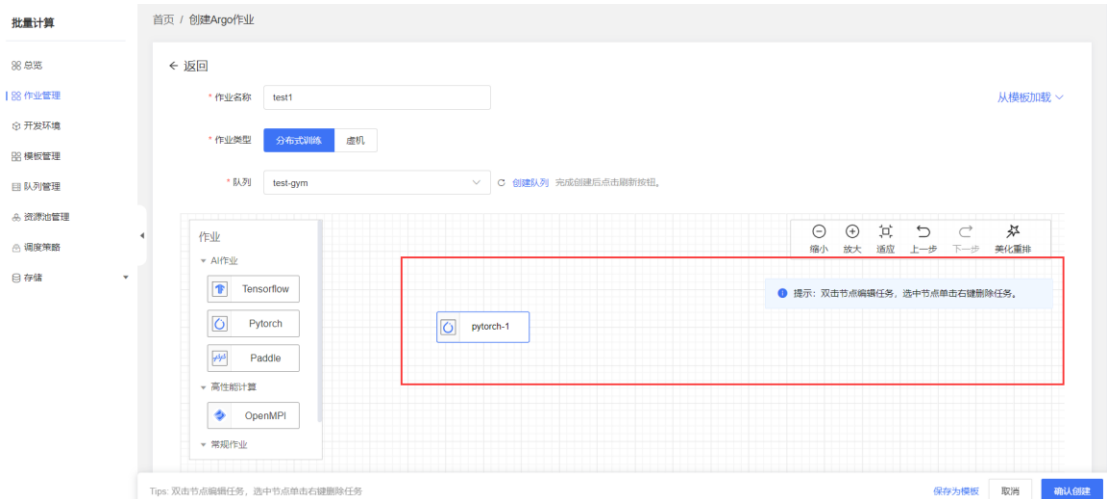 批量计算
首页 / 创建Argo作业
总览
作业管理
开发环境
模板管理
队列管理
资源池管理
调度策略
存储
返回
* 作业名称 test1
从模板加载
* 作业类型 分布式训练 虚机
* 队列 test-gym 创建队列 完成创建后点击刷新按钮。
作业
AI作业
Tensorflow
Pytorch
Paddle
高性能计算
OpenMPI
常规作业
缩小 放大 适应 上一步 下一步 美化重排
提示：双击节点编辑任务，选中节点单击右键删除任务。
pytorch-1
Tips: 双击节点编辑任务，选中节点单击右键删除任务
保存为模板 取消 确认创建